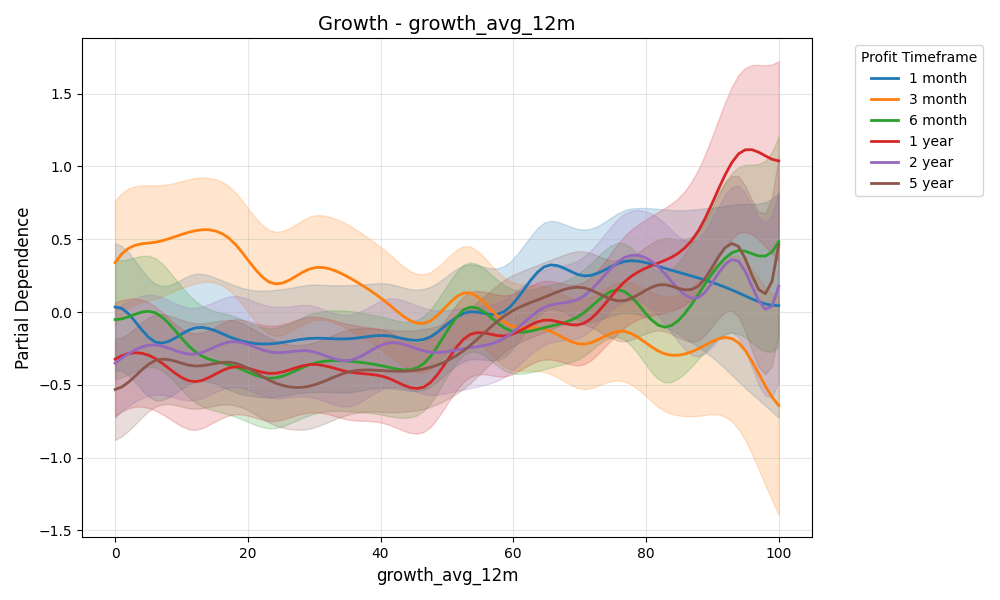 Growth - growth_avg_12m
Profit Timeframe
1 month
3 month
6 month
1 year
2 year
5 year
Partial Dependence
1.5
1.0
0.5
0.0
−0.5
−1.0
−1.5
0
20
40
60
80
100
growth_avg_12m